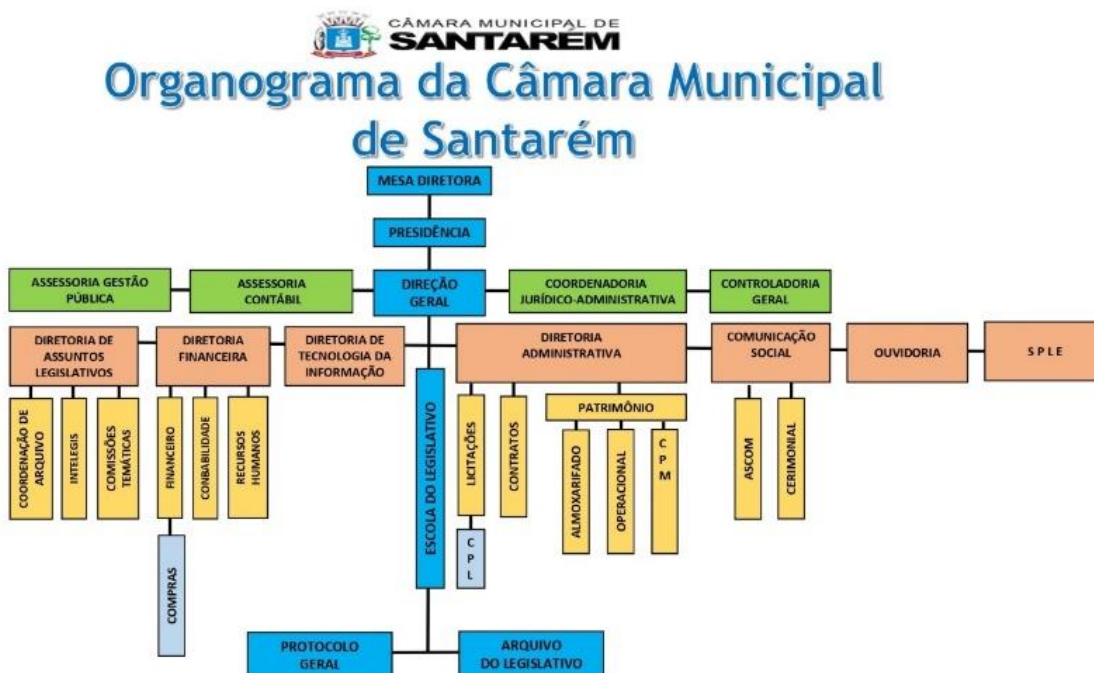 CÂMARA MUNICIPAL DE
SANTARÉM
Organograma da Câmara Municipal
de Santarém
MESA DIRETORA
PRESIDÊNCIA
ASSESSORIA GESTÃO
PÚBLICA
ASSESSORIA
CONTÁBIL
DIREÇÃO
GERAL
COORDENADORIA
JURÍDICO-ADMINISTRATIVA
CONTROLADORIA
GERAL
DIRETORIA DE
ASSUNTOS
LEGISLATIVOS
DIRETORIA
FINANCEIRA
DIRETORIA DE
TECNOLOGIA DA
INFORMAÇÃO
DIRETORIA
ADMINISTRATIVA
COMUNICAÇÃO
SOCIAL
OUVIDORIA
S P L E
COORDENAÇÃO DE
ARQUIVO
INTELEGIS
COMISSÕES
TEMÁTICAS
FINANCEIRO
CONBABILIDADE
RECURSOS
HUMANOS
ESCOLA DO LEGISLATIVO
LICITAÇÕES
CONTRATOS
PATRIMÔNIO
ALMOXARIFADO
OPERACIONAL
C
P
M
ASCOM
CERIMONIAL
COMPRAS
C
P
L
PROTOCOLO
GERAL
ARQUIVO
DO LEGISLATIVO